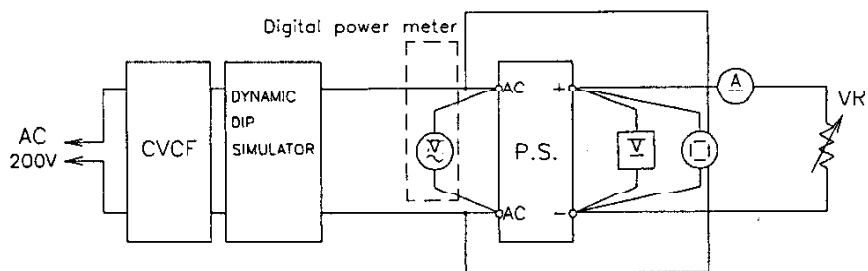 Digital power meter
AC
200V
CVCF
DYNAMIC
DIP
SIMULATOR
V
AC
AC
P.S.
+
−
V
A
VR